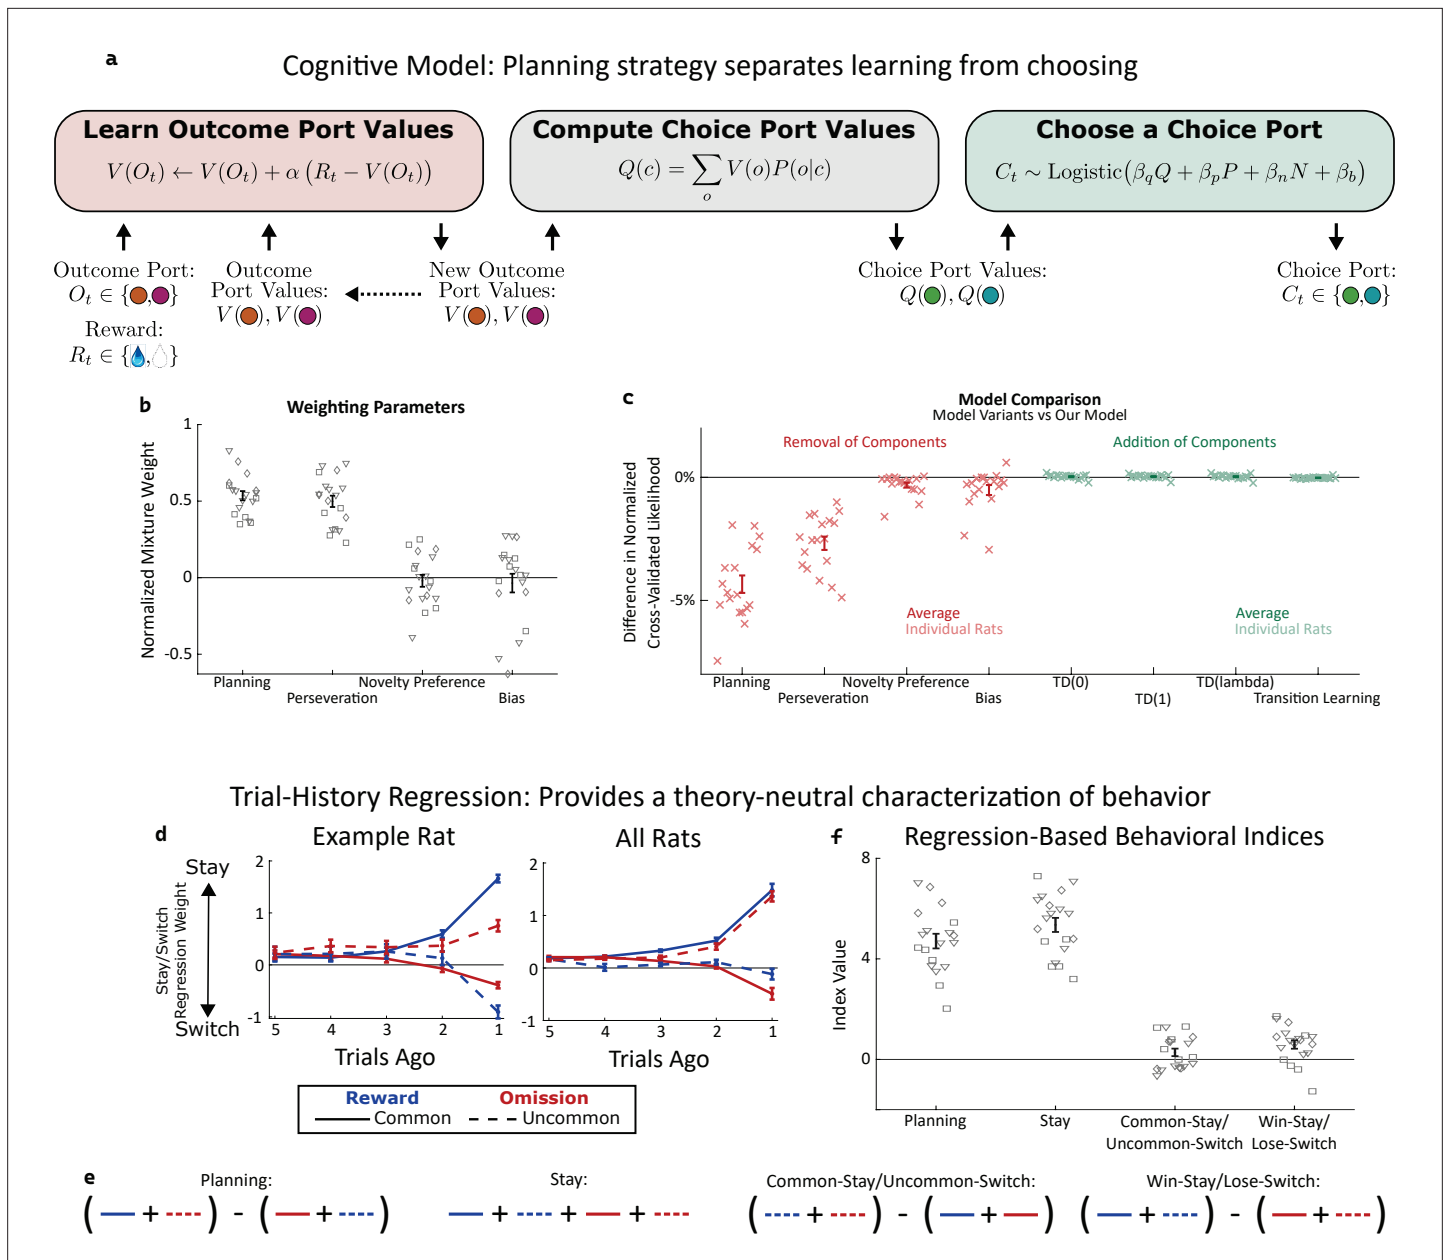 a
Cognitive Model: Planning strategy separates learning from choosing
Learn Outcome Port Values
V(O_t) ← V(O_t) + α (R_t − V(O_t))
Compute Choice Port Values
Q(c) = ∑_o V(o)P(o|c)
Choose a Choice Port
C_t ∼ Logistic(β_q Q + β_p P + β_n N + β_b)
Outcome Port:
O_t ∈ { , }
Reward:
R_t ∈ { , }
Outcome
Port Values:
V( ), V( )
New Outcome
Port Values:
V( ), V( )
Choice Port Values:
Q( ), Q( )
Choice Port:
C_t ∈ { , }
b
Weighting Parameters
Normalized Mixture Weight
1
0.5
0
-0.5
Planning
Perseveration
Novelty Preference
Bias
c
Model Comparison
Model Variants vs Our Model
Removal of Components
Addition of Components
Difference in Normalized
Cross-Validated Likelihood
0%
-5%
Average
Individual Rats
Average
Individual Rats
Planning
Perseveration
Novelty Preference
Bias
TD(0)
TD(1)
TD(lambda)
Transition Learning
Trial-History Regression: Provides a theory-neutral characterization of behavior
d
Example Rat
All Rats
Stay
Stay/Switch
Regression Weight
Switch
2
1
0
-1
5 4 3 2 1
Trials Ago
2
1
0
-1
5 4 3 2 1
Trials Ago
Reward
Omission
Common
Uncommon
f
Regression-Based Behavioral Indices
Index Value
8
4
0
Planning
Stay
Common-Stay/
Uncommon-Switch
Win-Stay/
Lose-Switch
e
Planning:
( + ) - ( + )
Stay:
+ + +
Common-Stay/Uncommon-Switch:
( + ) - ( + )
Win-Stay/Lose-Switch:
( + ) - ( + )